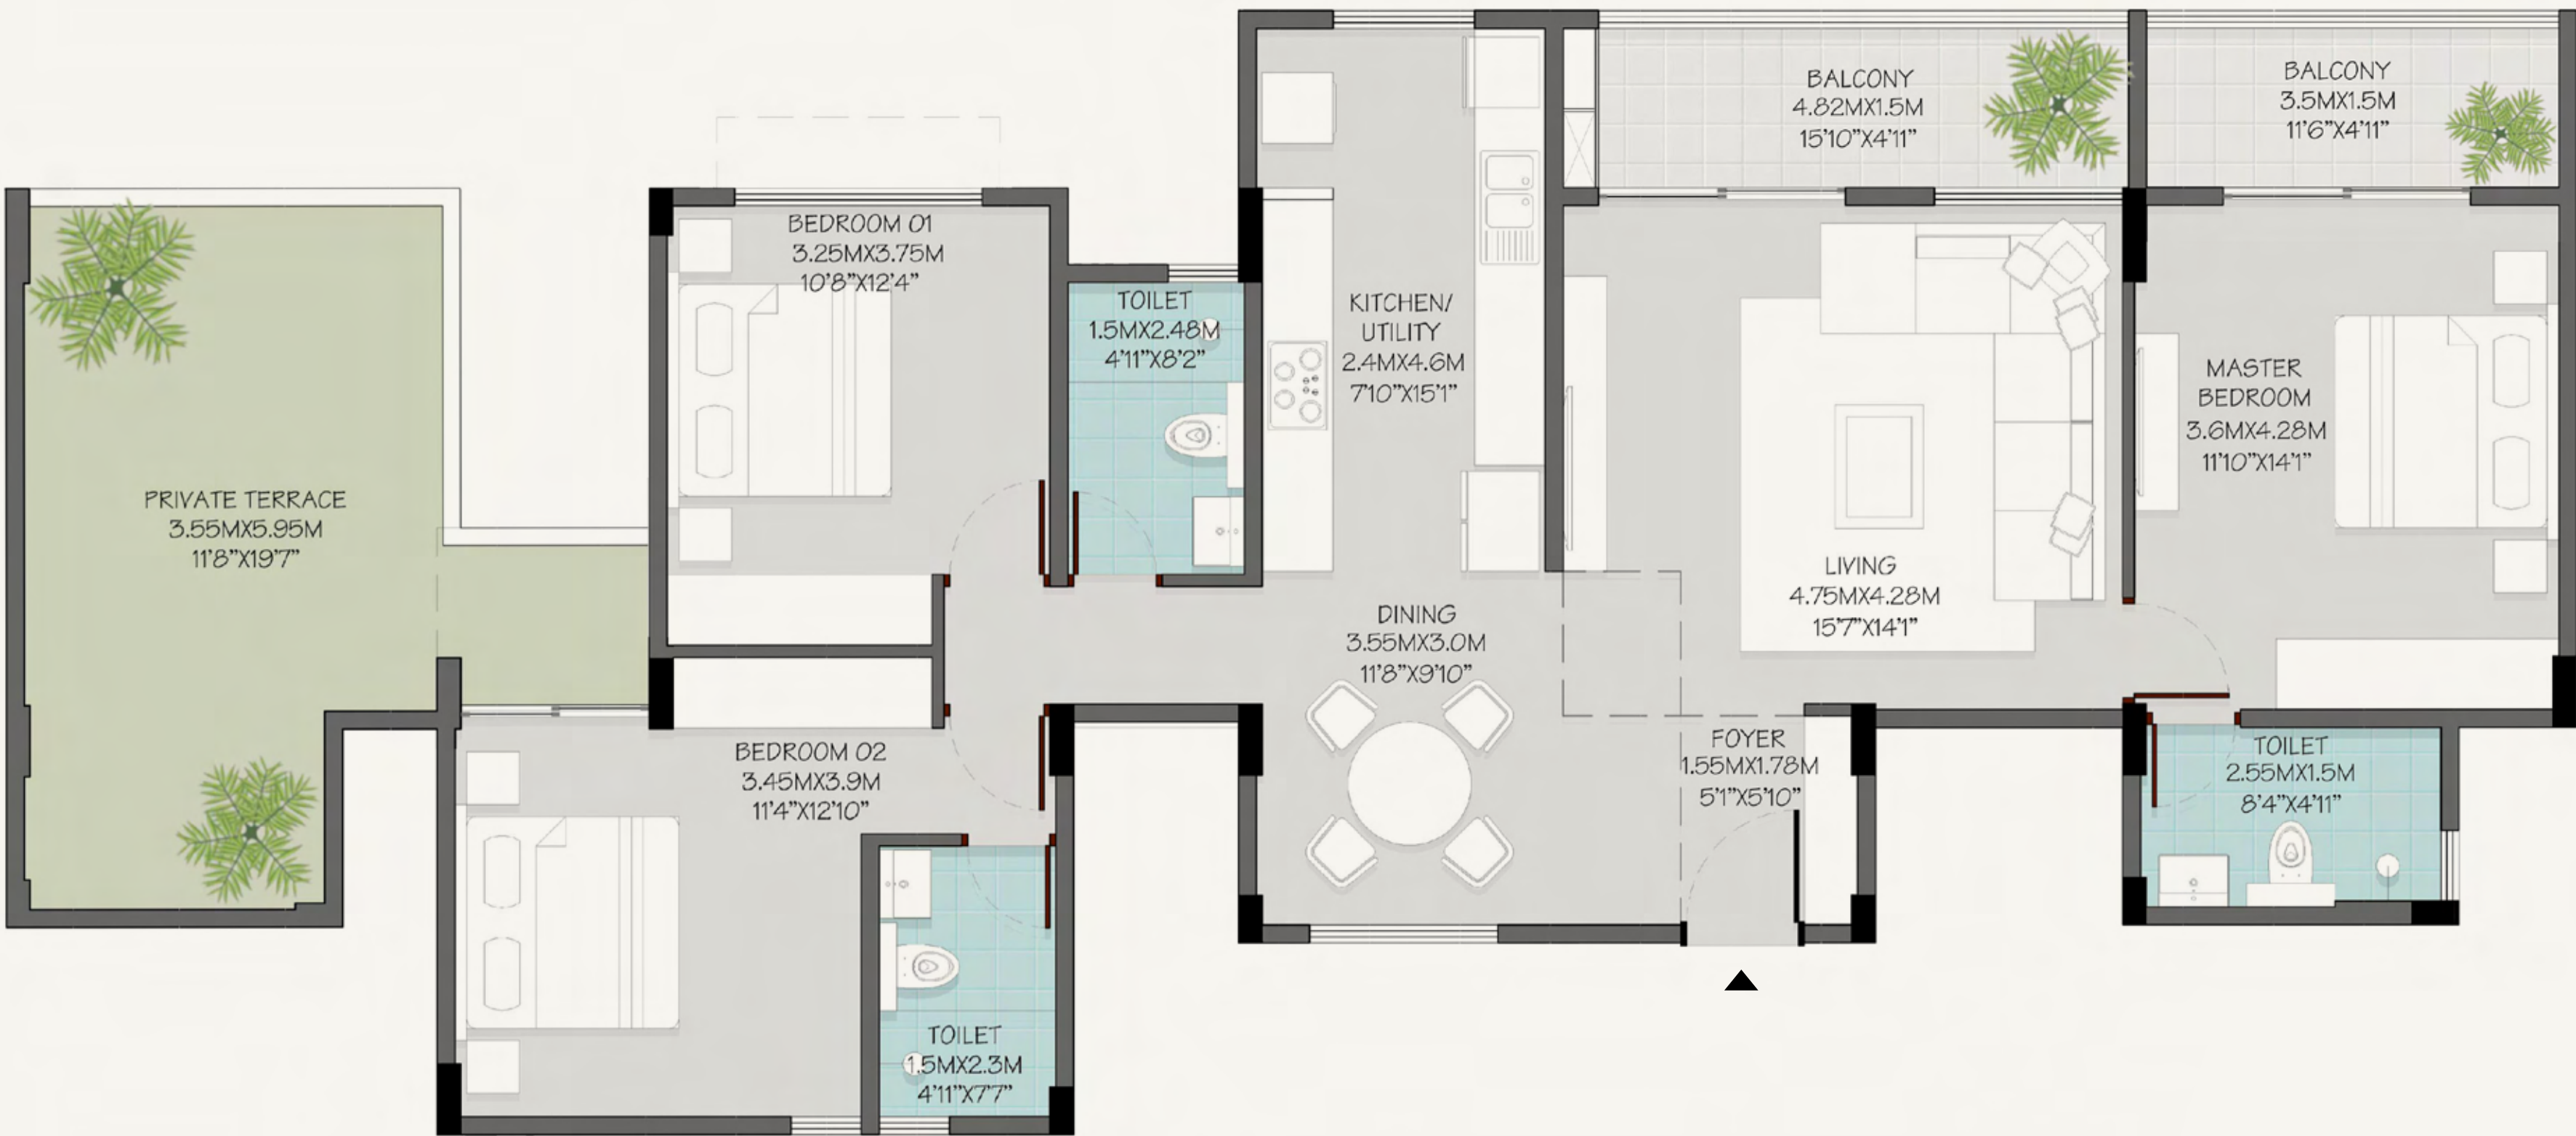 BALCONY
4.82MX1.5M
15'10"X4'11"
BALCONY
3.5MX1.5M
11'6"X4'11"
BEDROOM 01
3.25MX3.75M
10'8"X12'4"
TOILET
1.5MX2.48M
4'11"X8'2"
KITCHEN/
UTILITY
2.4MX4.6M
7'10"X15'1"
MASTER
BEDROOM
3.6MX4.28M
11'10"X14'1"
PRIVATE TERRACE
3.55MX5.95M
11'8"X19'7"
LIVING
4.75MX4.28M
15'7"X14'1"
DINING
3.55MX3.0M
11'8"X9'10"
BEDROOM 02
3.45MX3.9M
11'4"X12'10"
FOYER
1.55MX1.78M
5'1"X5'10"
TOILET
2.55MX1.5M
8'4"X4'11"
TOILET
1.5MX2.3M
4'11"X7'7"